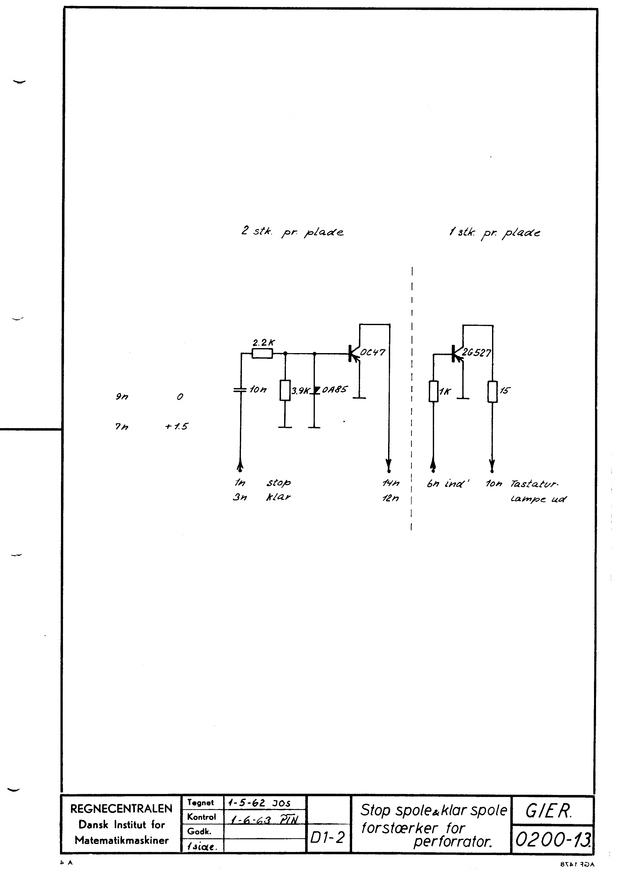 2 stk. pr. plade
1 stk. pr. plade
2.2K
OC47
2G527
10n
3.9K
OA85
1K
15
9n 0
7n +1.5
1n stop
3n klar
14n
12n
6n ind'
10n Tastatur-
lampe ud
REGNECENTRALEN
Dansk Institut for
Matematikmaskiner
Tegnet 1-5-62 JOS
Kontrol 1-6-63 PIN
Godk.
1 side.
D1-2
Stop spole & klar spole
forstærker for
perforrator.
GIER.
0200-13
A 4
AGF 1478